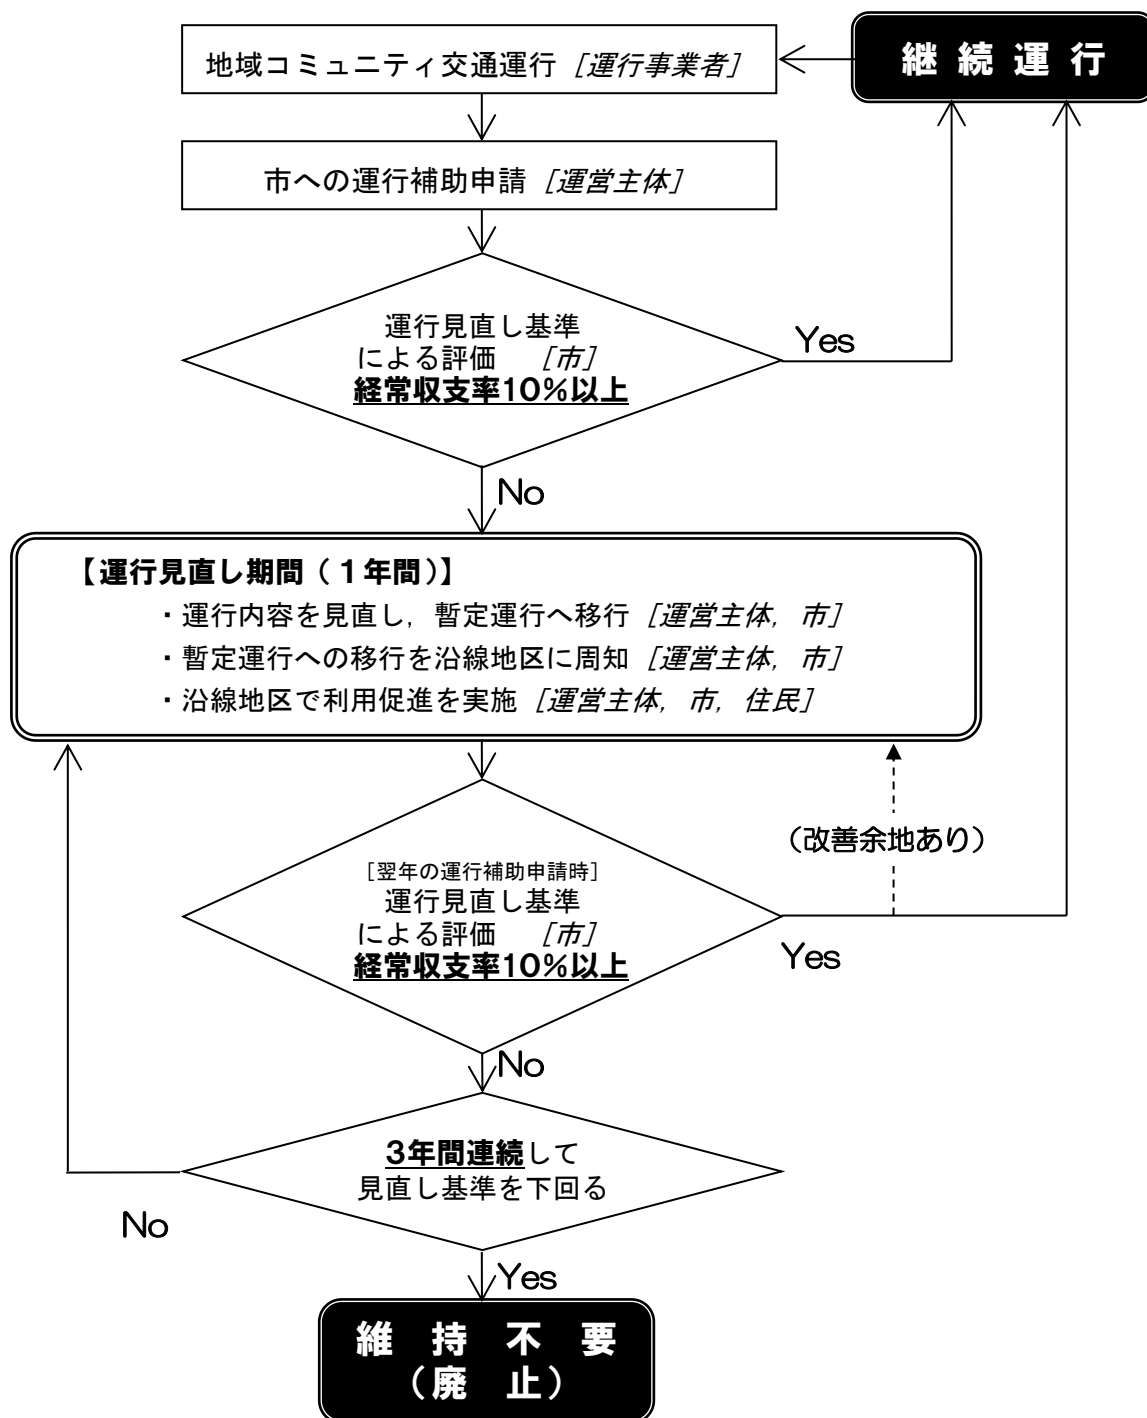 地域コミュニティ交通運行 [運行事業者]
継続運行
市への運行補助申請 [運営主体]
運行見直し基準
による評価 [市]
経常収支率10%以上
Yes
No
【運行見直し期間(1年間)】
・運行内容を見直し，暫定運行へ移行 [運営主体，市]
・暫定運行への移行を沿線地区に周知 [運営主体，市]
・沿線地区で利用促進を実施 [運営主体，市，住民]
(改善余地あり)
[翌年の運行補助申請時]
運行見直し基準
による評価 [市]
経常収支率10%以上
Yes
No
3年間連続して
見直し基準を下回る
No
Yes
維持不要
(廃止)